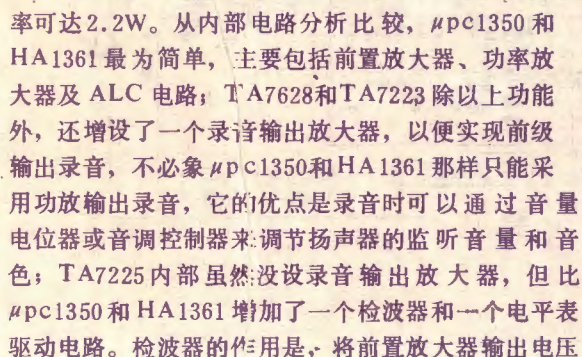 率可达2.2W。从内部电路分析比较，μpc1350和
HA1361最为简单，主要包括前置放大器、功率放
大器及ALC电路；TA7628和TA7223除以上功能
外，还增设了一个录音输出放大器，以便实现前级
输出录音，不必象μpc1350和HA1361那样只能采
用功放输出录音，它的优点是录音时可以通过音量
电位器或音调控制器来调节扬声器的监听音量和音
色；TA7225内部虽然没设录音输出放大器，但比
μpc1350和HA1361增加了一个检波器和一个电平表
驱动电路。检波器的作用是，将前置放大器输出电压